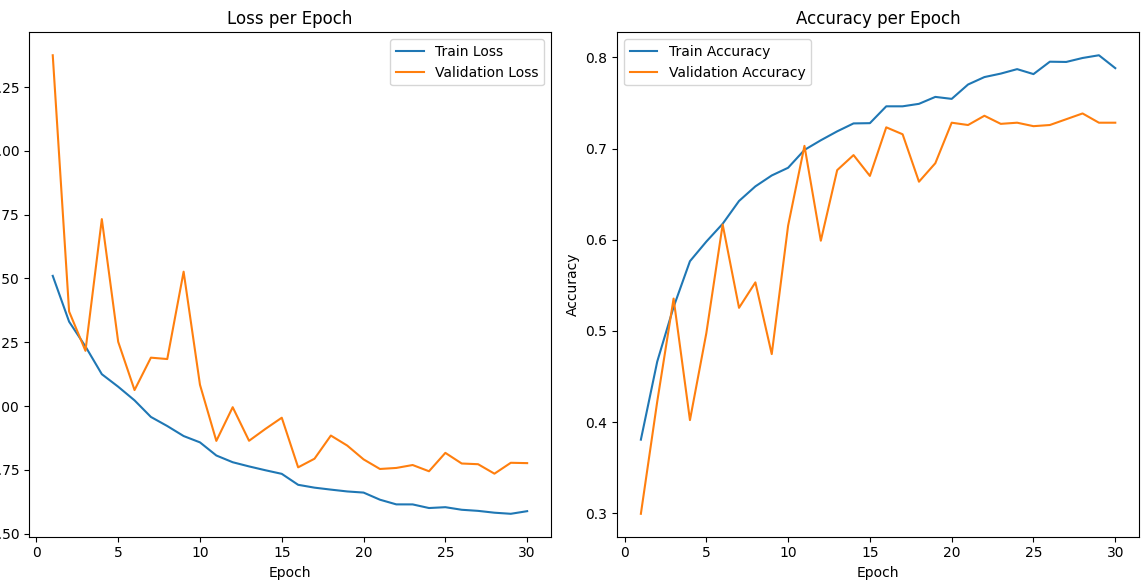 Loss per Epoch
Train Loss
Validation Loss
.25
.00
.75
.50
.25
.00
.75
.50
0 5 10 15 20 25 30
Epoch
Accuracy per Epoch
Train Accuracy
Validation Accuracy
Accuracy
0.8
0.7
0.6
0.5
0.4
0.3
0 5 10 15 20 25 30
Epoch